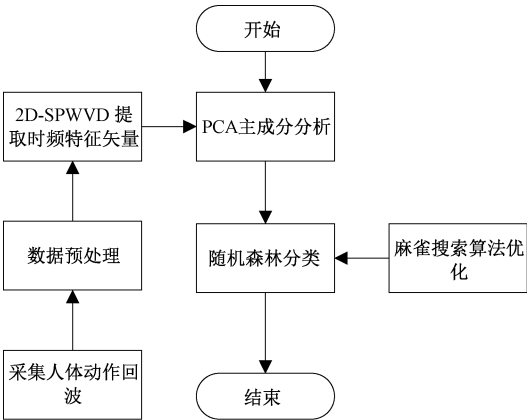 开始
2D-SPWVD 提
取时频特征矢量
PCA主成分分析
数据预处理
随机森林分类
麻雀搜索算法优
化
采集人体动作回
波
结束